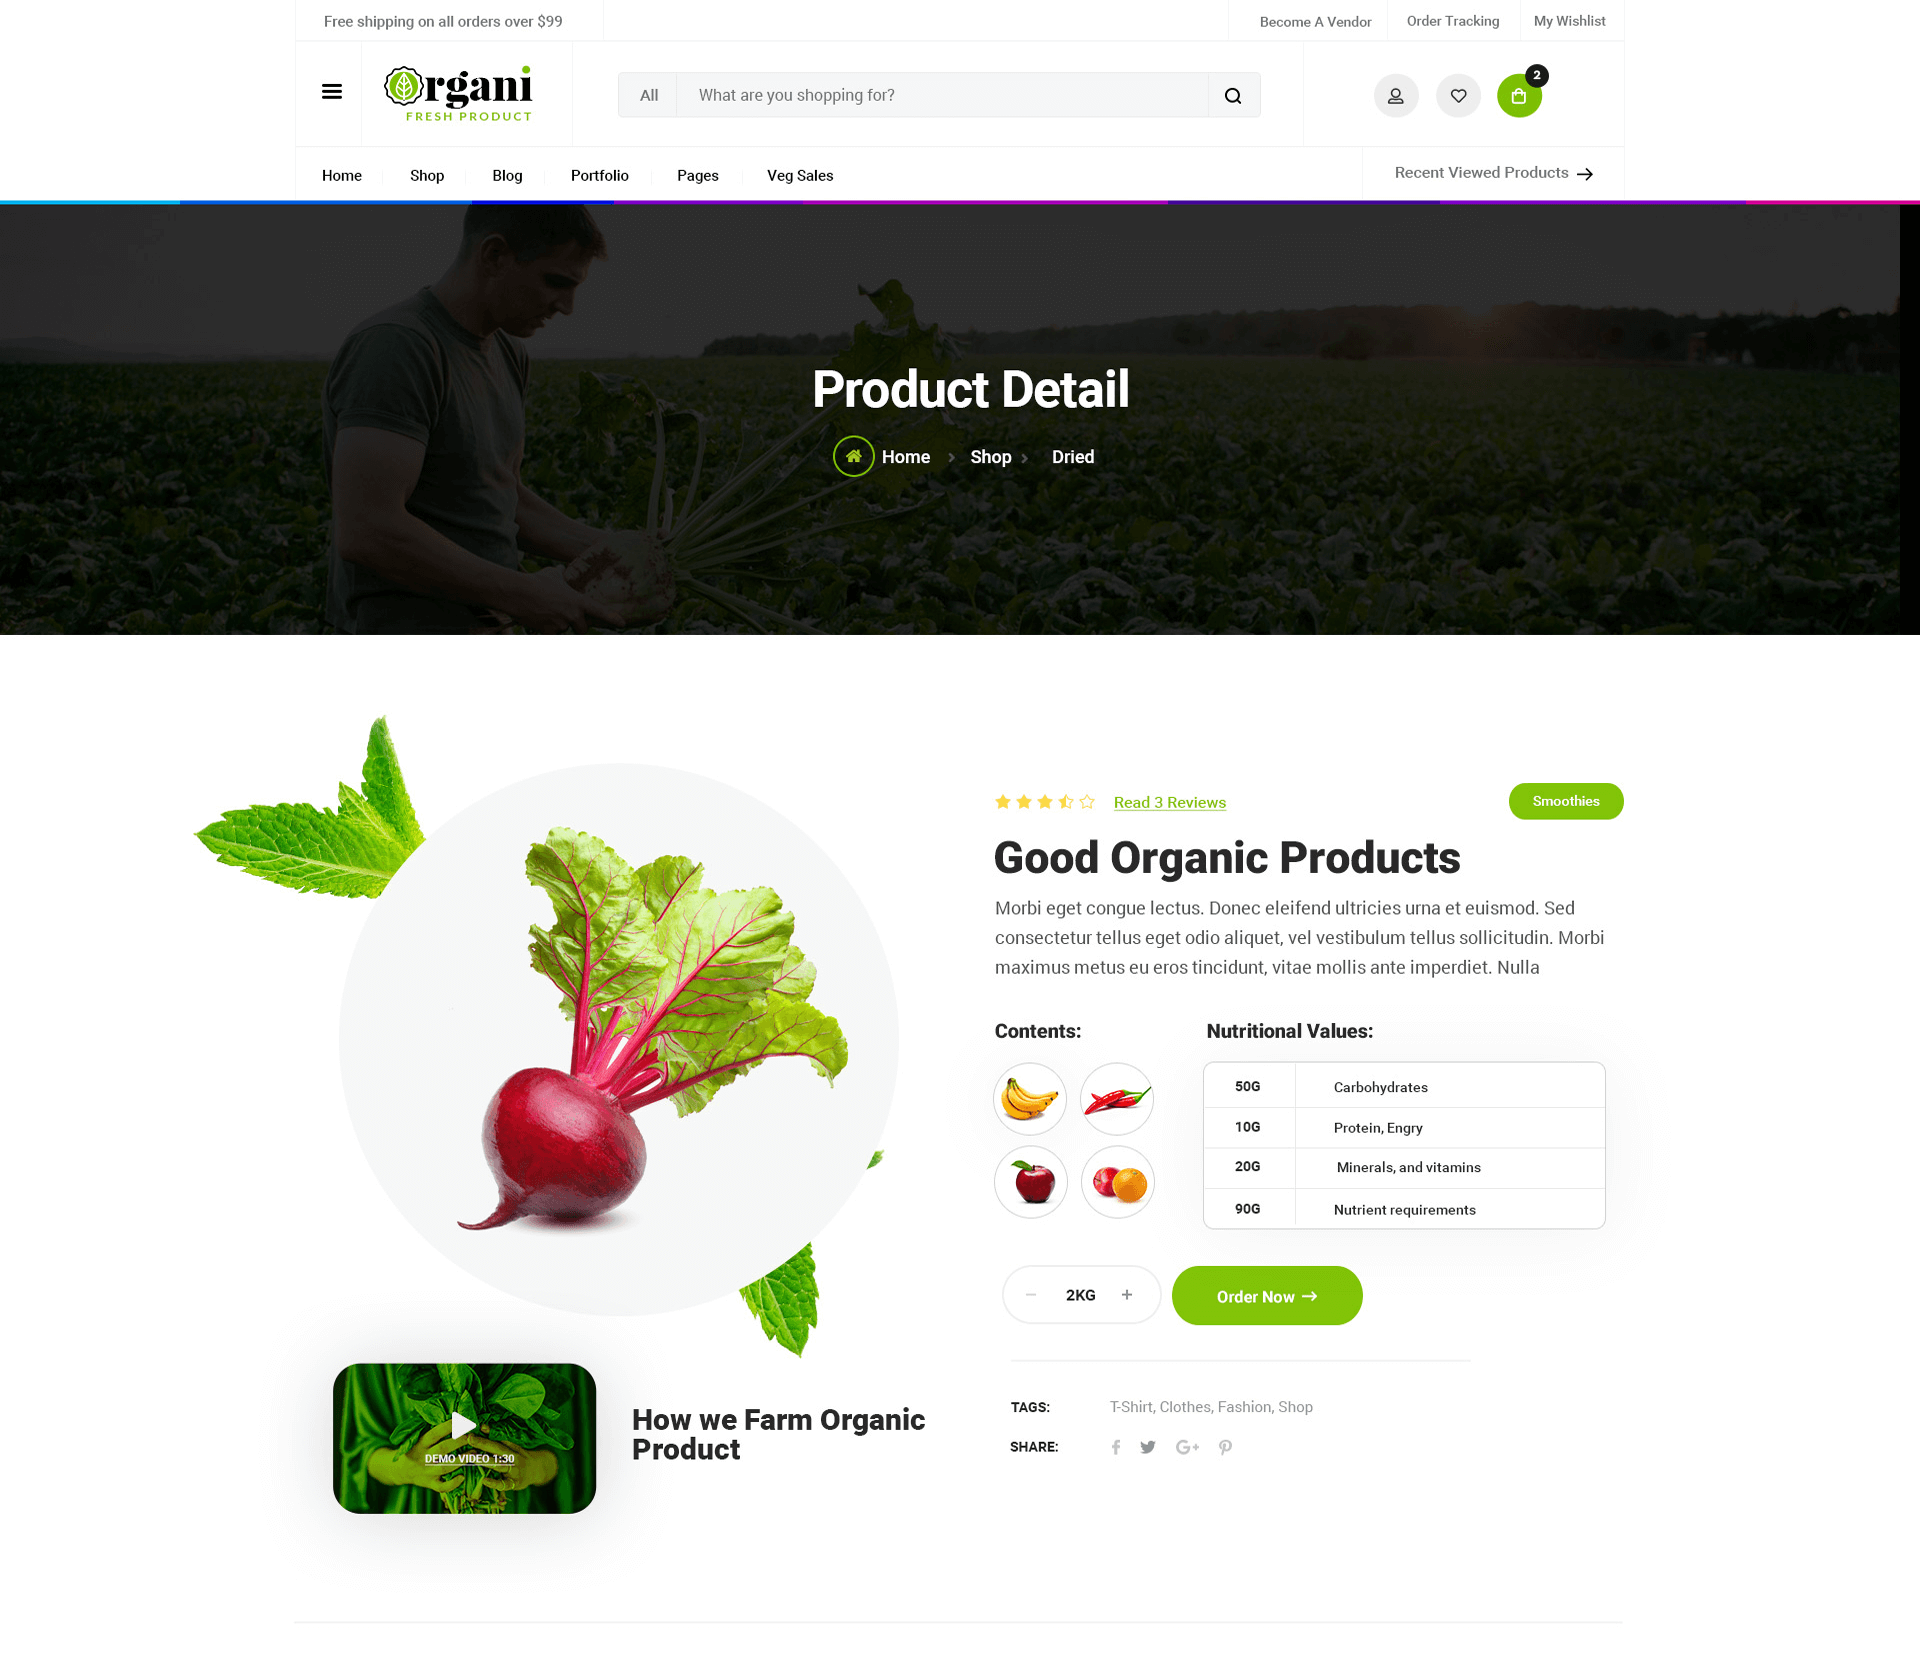 Free shipping on all orders over $99
Become A Vendor
Order Tracking
My Wishlist
Organi
FRESH PRODUCT
All
What are you shopping for?
2
Home
Shop
Blog
Portfolio
Pages
Veg Sales
Recent Viewed Products
Product Detail
Home
Shop
Dried
Read 3 Reviews
Smoothies
Good Organic Products
Morbi eget congue lectus. Donec eleifend ultricies urna et euismod. Sed
consectetur tellus eget odio aliquet, vel vestibulum tellus sollicitudin. Morbi
maximus metus eu eros tincidunt, vitae mollis ante imperdiet. Nulla
Contents:
Nutritional Values:
50G
Carbohydrates
10G
Protein, Engry
20G
Minerals, and vitamins
90G
Nutrient requirements
− 2KG +
Order Now
TAGS:
T-Shirt, Clothes, Fashion, Shop
SHARE:
DEMO VIDEO 1:30
How we Farm Organic
Product